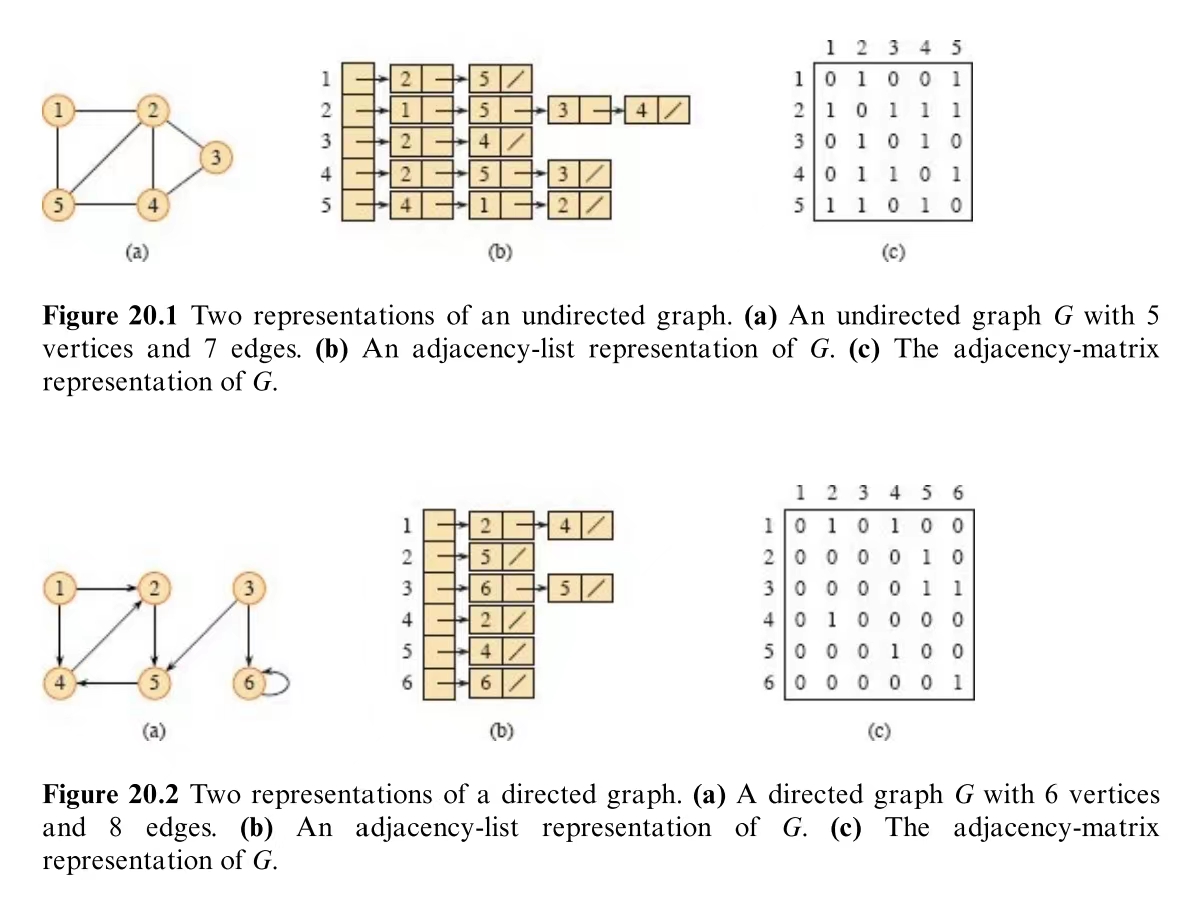 1 2 3 4 5
1 2 5 / 1 0 1 0 0 1
1 2 2 1 5 3 4 / 2 1 0 1 1 1
3 3 2 4 / 3 0 1 0 1 0
4 2 5 3 / 4 0 1 1 0 1
5 4 5 4 1 2 / 5 1 1 0 1 0
(a) (b) (c)
Figure 20.1 Two representations of an undirected graph. (a) An undirected graph G with 5
vertices and 7 edges. (b) An adjacency-list representation of G. (c) The adjacency-matrix
representation of G.
1 2 3 4 5 6
1 2 4 / 1 0 1 0 1 0 0
2 5 / 2 0 0 0 0 1 0
1 2 3 3 6 5 / 3 0 0 0 0 1 1
4 2 / 4 0 1 0 0 0 0
5 4 / 5 0 0 0 1 0 0
4 5 6 6 6 / 6 0 0 0 0 0 1
(a) (b) (c)
Figure 20.2 Two representations of a directed graph. (a) A directed graph G with 6 vertices
and 8 edges. (b) An adjacency-list representation of G. (c) The adjacency-matrix
representation of G.